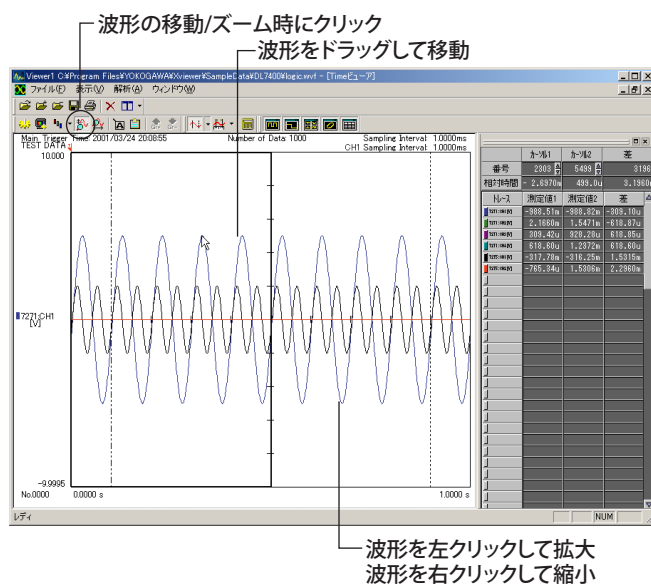 波形の移動/ズーム時にクリック
波形をドラッグして移動
Viewer1 C:¥Program Files¥YOKOGAWA¥Xviewer¥SampleData¥DL7400¥logic.wvf - [Timeビューア]
ファイル(F) 表示(V) 解析(A) ウィンドウ(W)
Main Trigger Time 2001/03/24 20:08:55 Number of Data 1000 Sampling Interval 1.0000ms
TEST DATA CH1 Sampling Interval 1.0000ms
10.000
7271:CH1
[V]
-9.9995
No.0000 0.0000 s 1.0000 s
カーソル1 カーソル2 差
番号 2303 5499 3196
相対時間 - 2.6970m 499.0u 3.1960
トレース 測定値1 測定値2 差
-988.51m -988.82m -309.10u
2.1660m 1.5471m -618.87u
309.42u 928.28u 618.85u
618.60u 1.2372m 618.60u
-317.78m -316.25m 1.5315m
-765.34u 1.5306m 2.2960m
レディ NUM
波形を左クリックして拡大
波形を右クリックして縮小